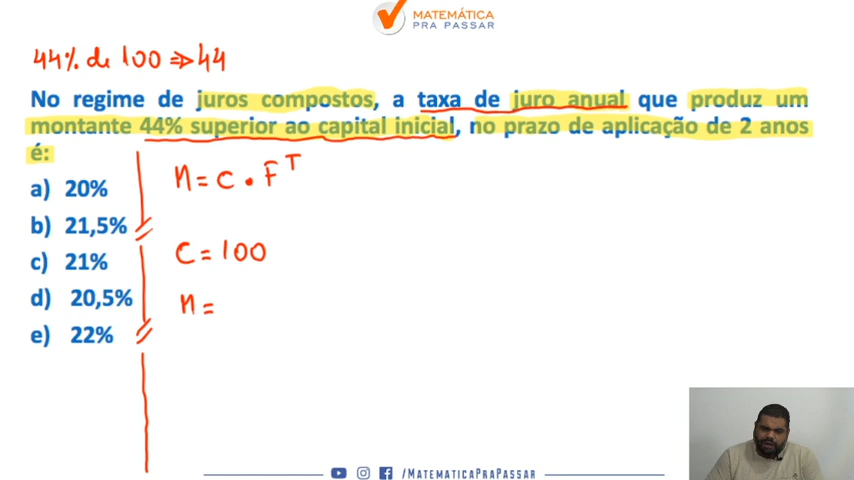 MATEMÁTICA
PRA PASSAR
44% de 100 ⇒ 44
No regime de juros compostos, a taxa de juro anual que produz um
montante 44% superior ao capital inicial, no prazo de aplicação de 2 anos
é:
a) 20%
b) 21,5%
c) 21%
d) 20,5%
e) 22%
M = C • F^T
C = 100
M =
/MATEMATICAPRAPASSAR